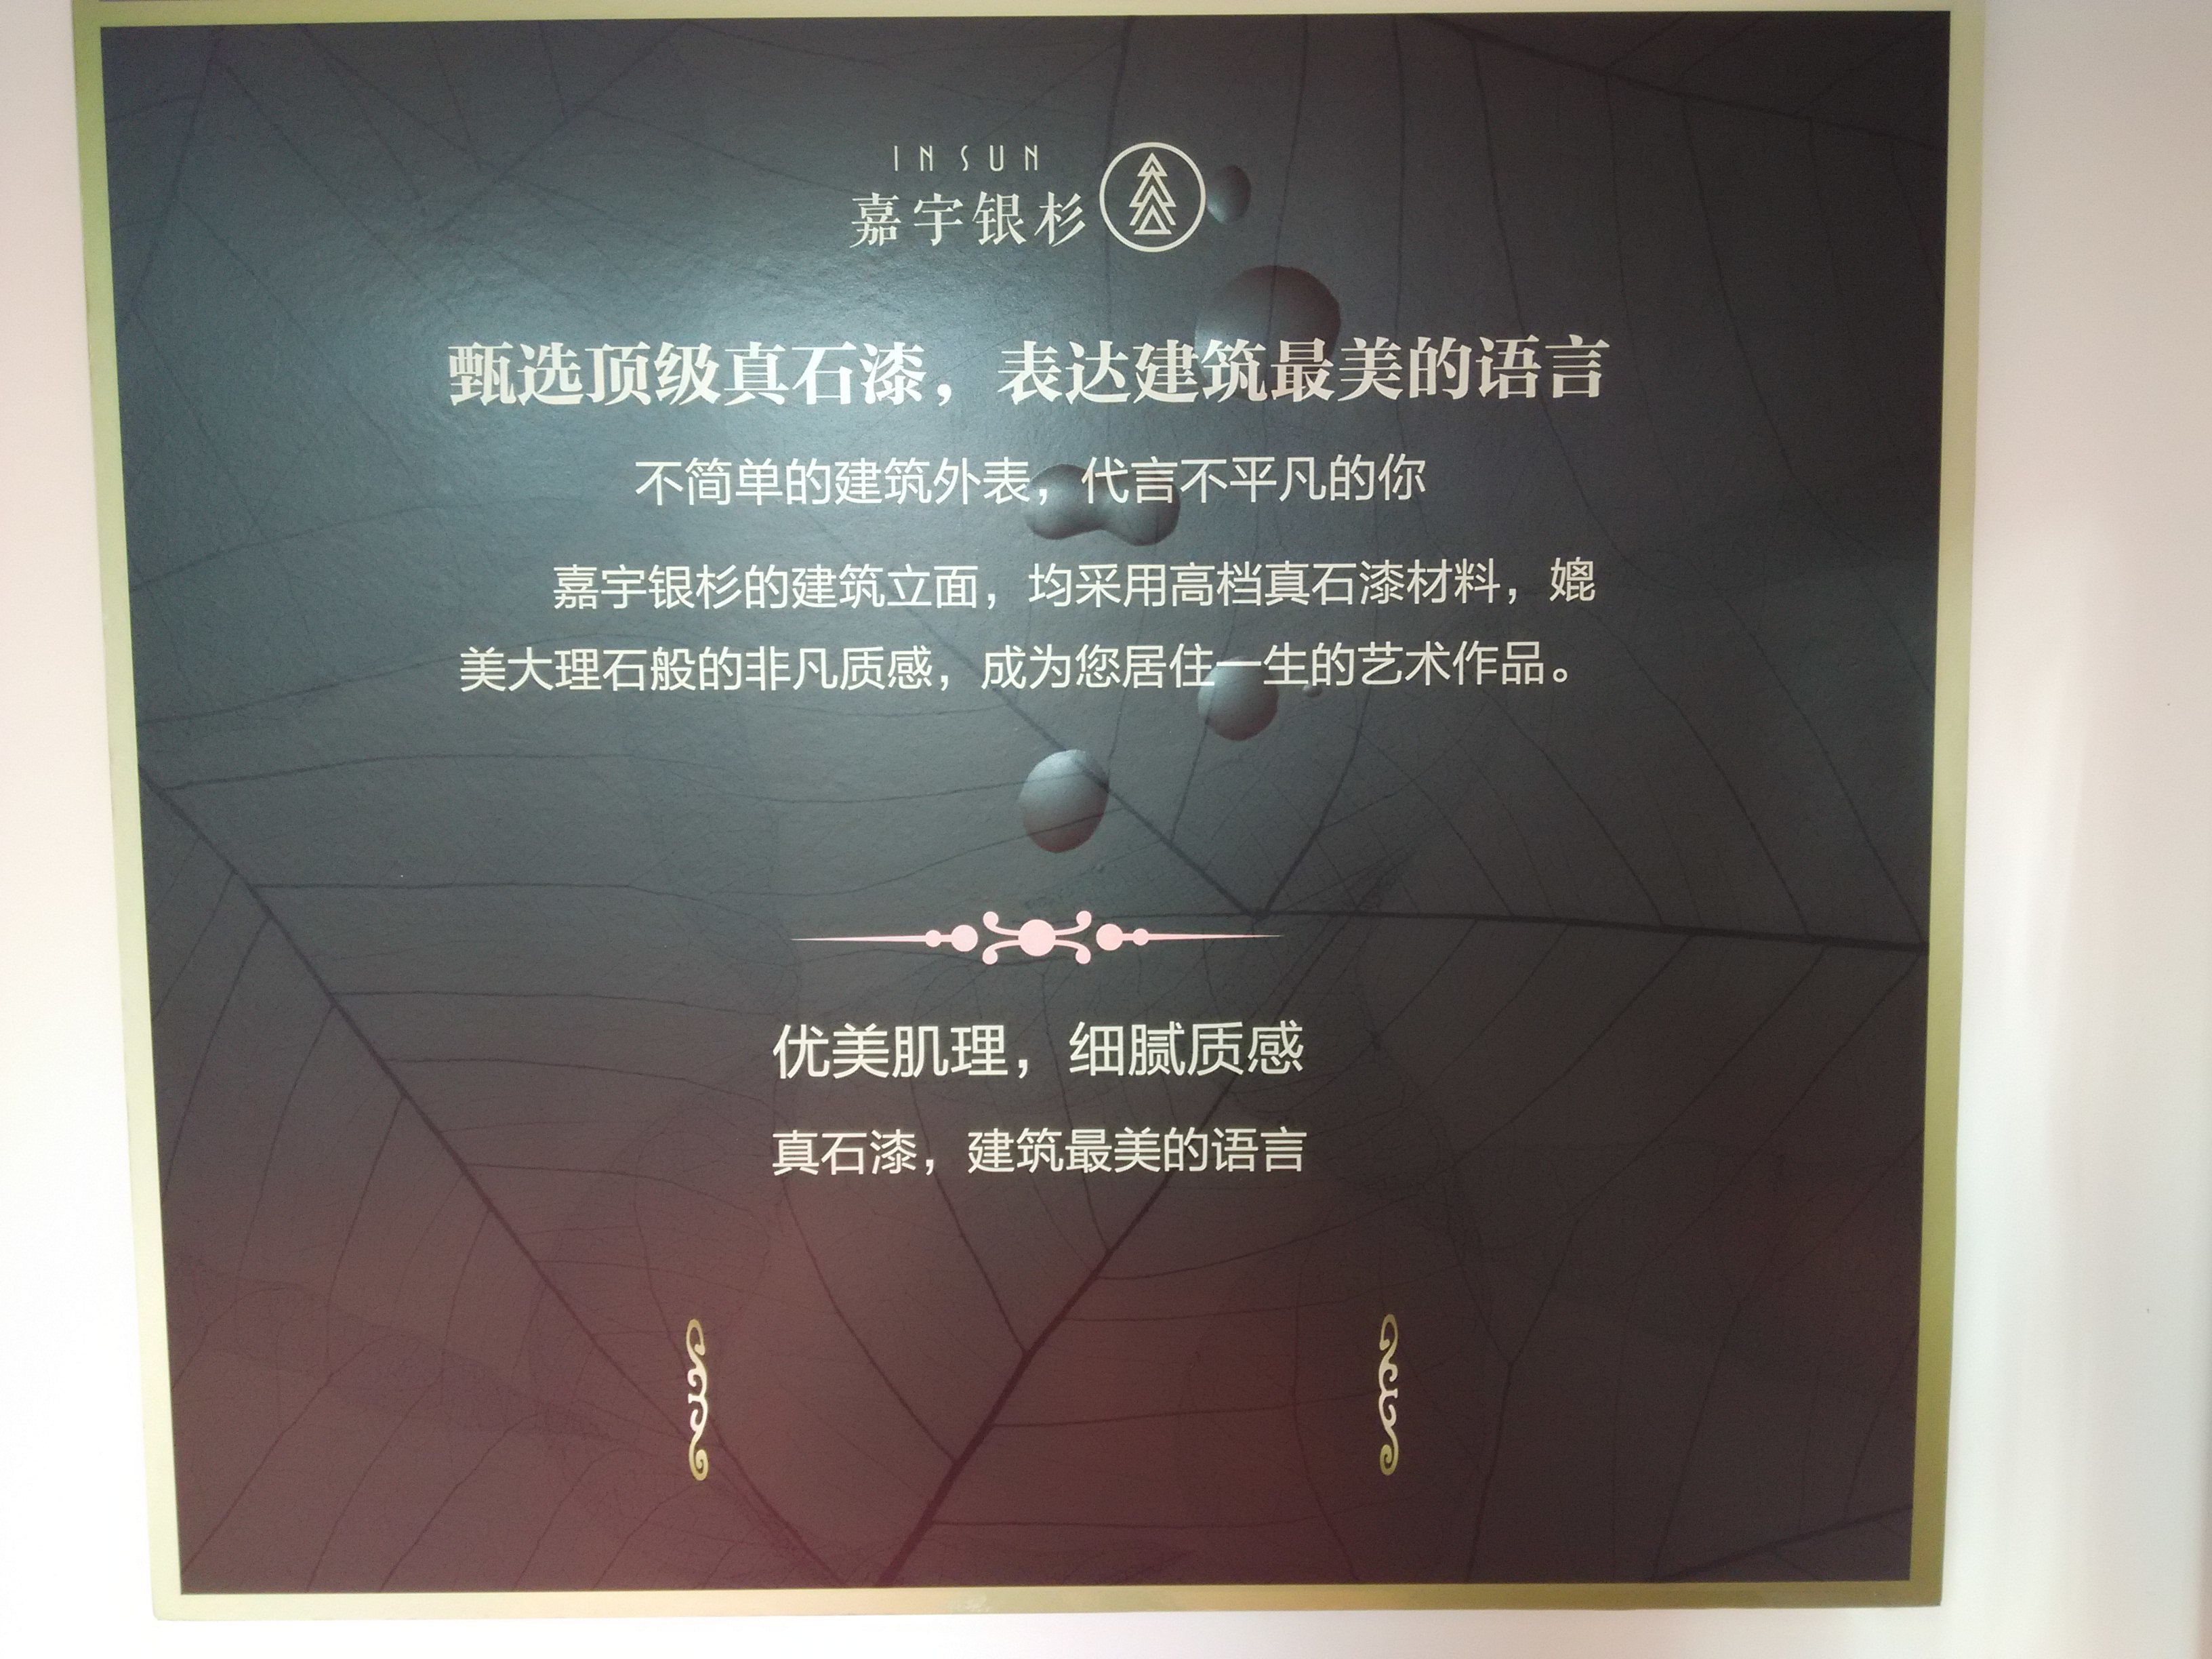 INSUN
嘉宇银杉
甄选顶级真石漆，表达建筑最美的语言
不简单的建筑外表，代言不平凡的你
嘉宇银杉的建筑立面，均采用高档真石漆材料，媲
美大理石般的非凡质感，成为您居住一生的艺术作品。
优美肌理，细腻质感
真石漆，建筑最美的语言